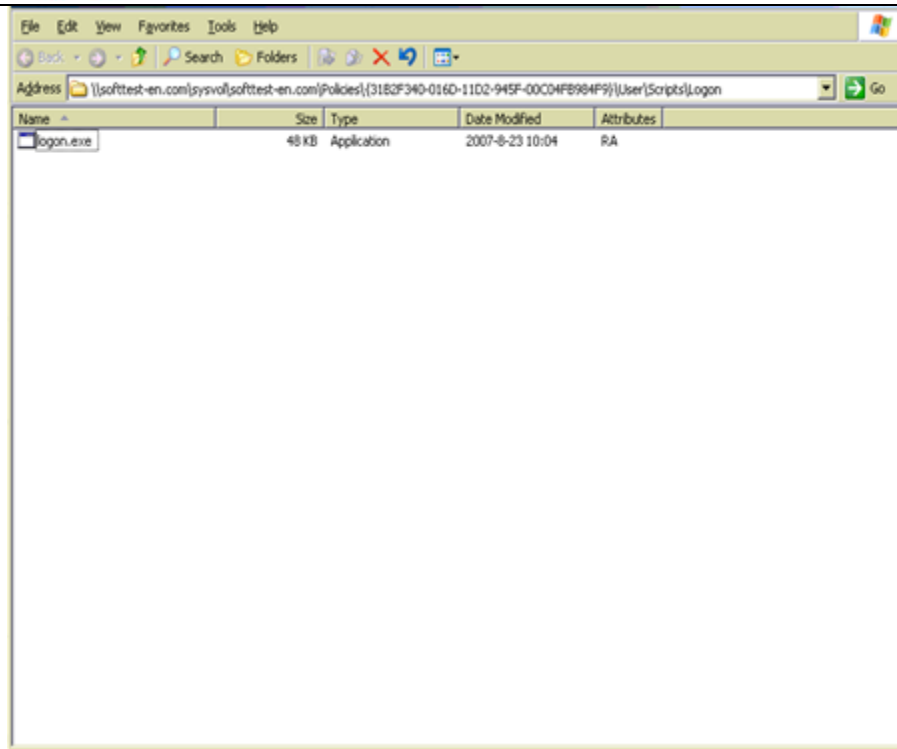 File Edit View Favorites Tools Help
Back Search Folders
Address \\softtest-en.com\sysvol\softtest-en.com\Policies\{31B2F340-016D-11D2-945F-00C04FB984F9}\User\Scripts\Logon Go
Name Size Type Date Modified Attributes
logon.exe 48 KB Application 2007-8-23 10:04 RA